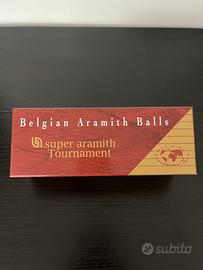 Belgian Aramith Balls
super aramith
Tournament
subito